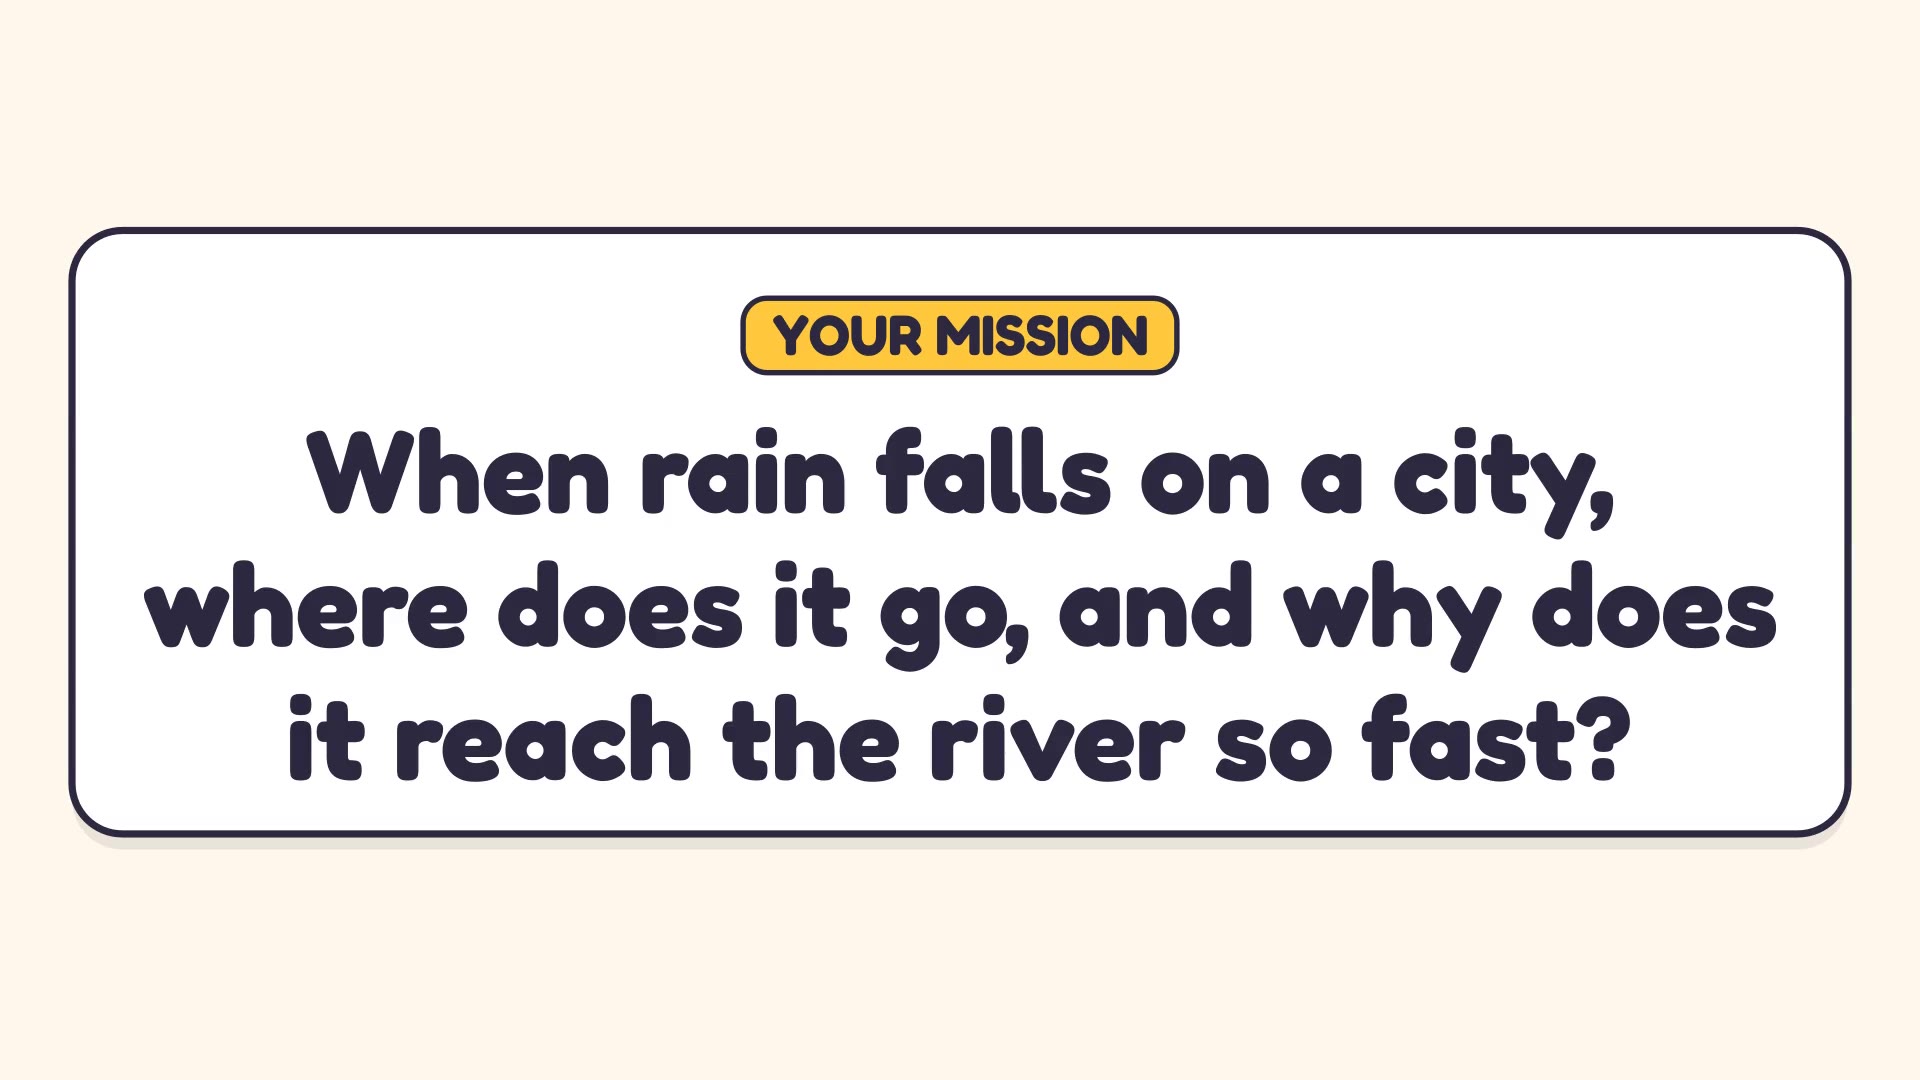 YOUR MISSION
When rain falls on a city,
where does it go, and why does
it reach the river so fast?